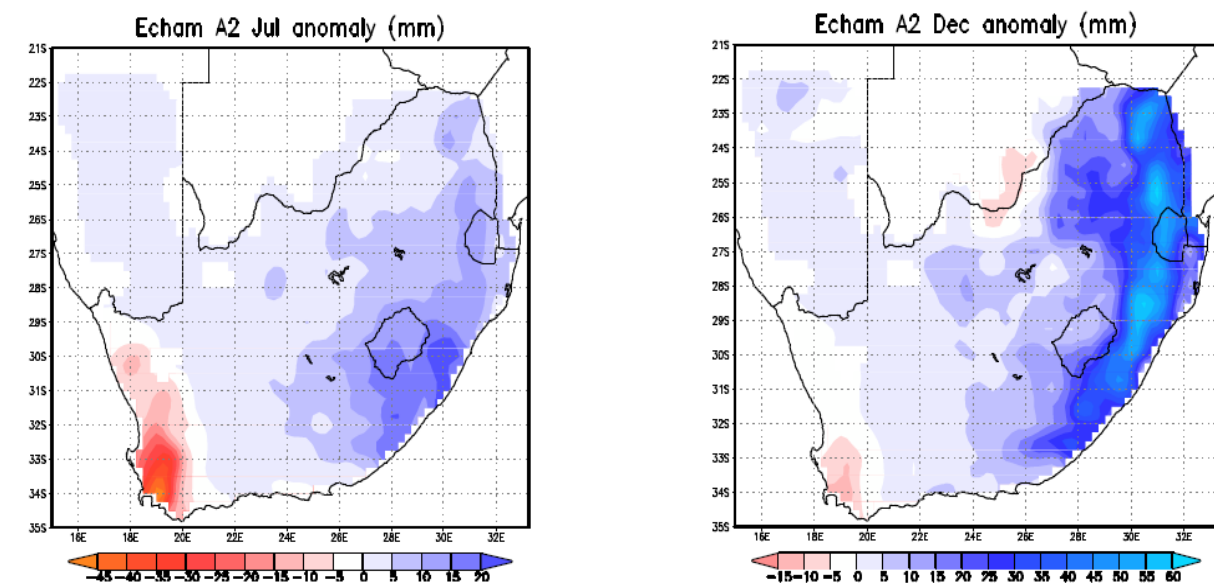 Echam A2 Jul anomaly (mm)
21S
22S
23S
24S
25S
26S
27S
28S
29S
30S
31S
32S
33S
34S
35S
16E 18E 20E 22E 24E 26E 28E 30E 32E
-45 -40 -35 -30 -25 -20 -15 -10 -5 0 5 10 15 20
Echam A2 Dec anomaly (mm)
21S
22S
23S
24S
25S
26S
27S
28S
29S
30S
31S
32S
33S
34S
35S
16E 18E 20E 22E 24E 26E 28E 30E 32E
-15 -10 -5 0 5 10 15 20 25 30 35 40 45 50 55 60